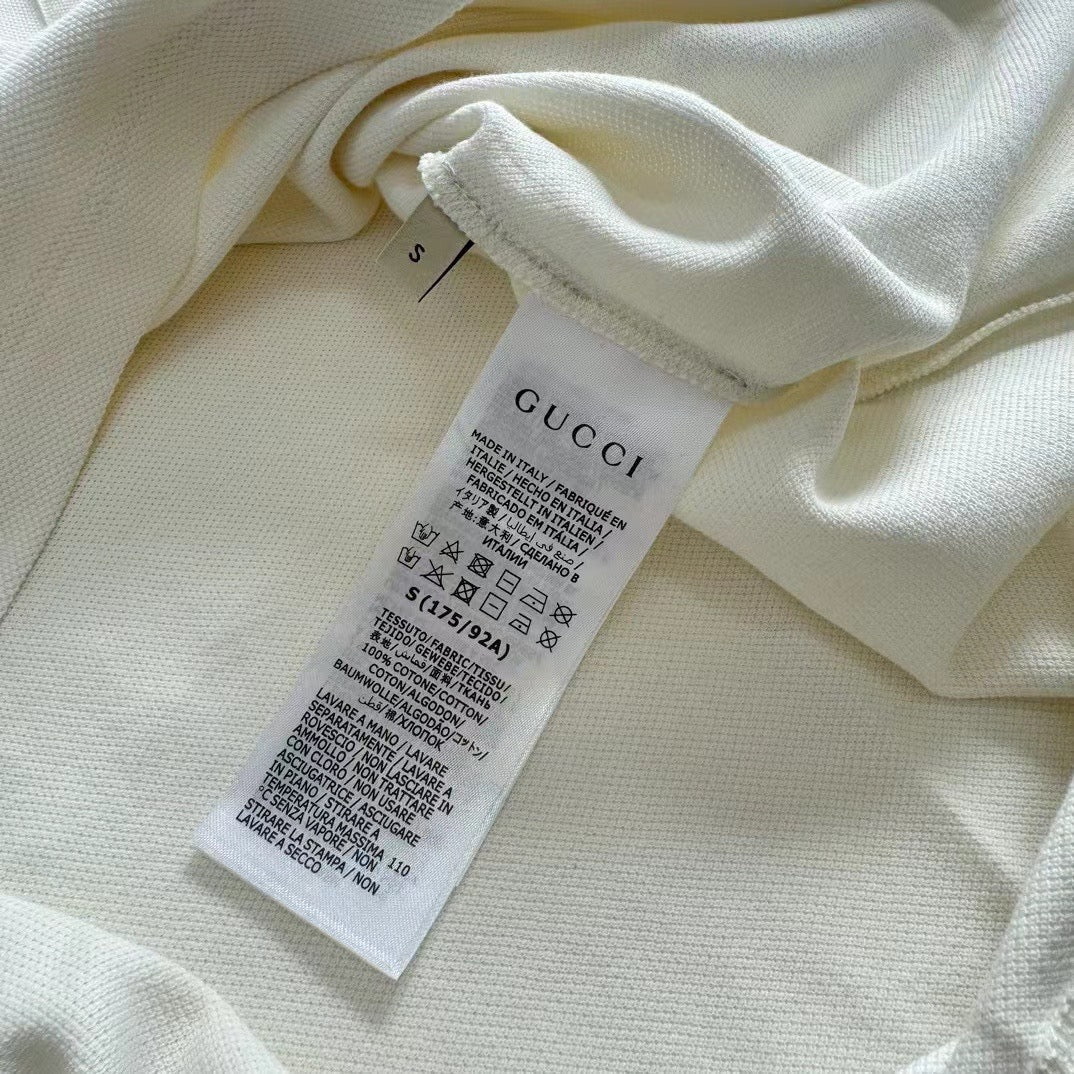 S
GUCCI
MADE IN ITALY / FABRIQUÉ EN
ITALIE / HECHO EN ITALIA /
HERGESTELLT IN ITALIEN /
FABRICADO EM ITÁLIA /
イタリア製 / صنع في إيطاليا /
产地:意大利 / СДЕЛАНО В
ИТАЛИИ
S (175/92A)
TESSUTO/FABRIC/TISSU/
TEJIDO/GEWEBE/TECIDO/
表地/قماش/面料/ТКАНЬ
100% COTONE/COTTON/
COTON/ALGODON/
BAUMWOLLE/ALGODÃO/コットン/
قطن/棉/ХЛОПОК
LAVARE A MANO / LAVARE
SEPARATAMENTE / LAVARE A
ROVESCIO / NON LASCIARE IN
AMMOLLO / NON TRATTARE
CON CLORO / NON USARE
ASCIUGATRICE / ASCIUGARE
IN PIANO / STIRARE A
TEMPERATURA MASSIMA 110
°C SENZA VAPORE / NON
STIRARE LA STAMPA / NON
LAVARE A SECCO